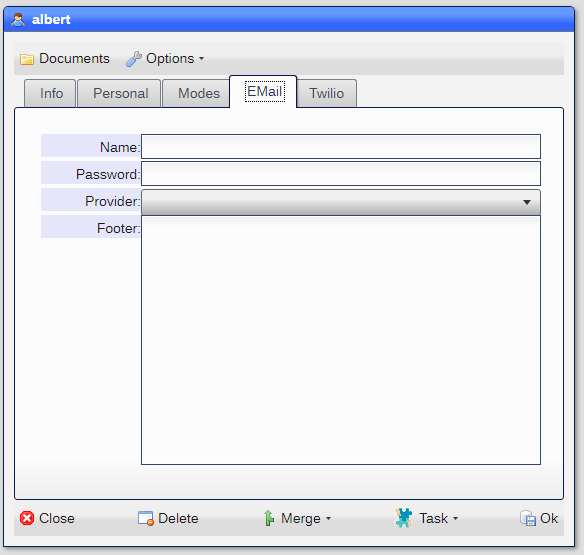 albert
Documents Options
Info Personal Modes EMail Twilio
Name:
Password:
Provider:
Footer:
Close Delete Merge Task Ok